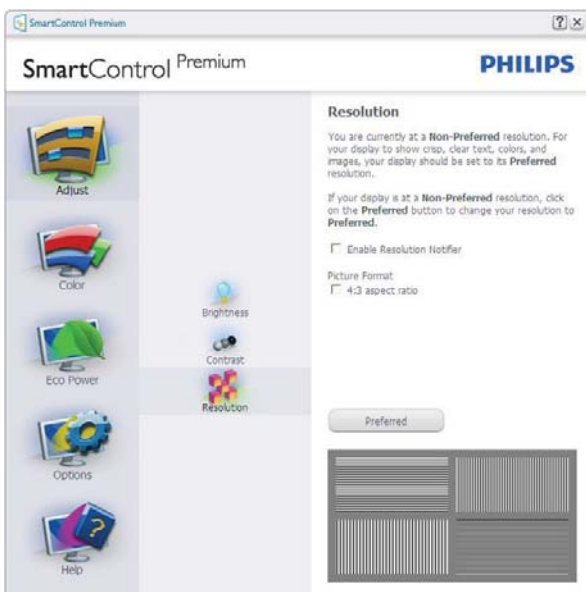 SmartControl Premium
SmartControl Premium
PHILIPS
Adjust
Color
Eco Power
Options
Help
Brightness
Contrast
Resolution
Resolution
You are currently at a Non-Preferred resolution. For
your display to show crisp, clear text, colors, and
images, your display should be set to its Preferred
resolution.
If your display is at a Non-Preferred resolution, click
on the Preferred button to change your resolution to
Preferred.
Enable Resolution Notifier
Picture Format
4:3 aspect ratio
Preferred